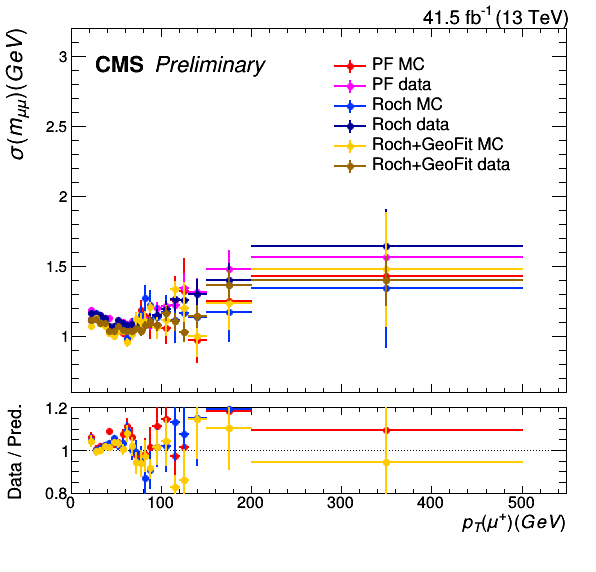 41.5 fb⁻¹ (13 TeV)
σ(m_μμ)(GeV)
CMS Preliminary
PF MC
PF data
Roch MC
Roch data
Roch+GeoFit MC
Roch+GeoFit data
3
2.5
2
1.5
1
Data / Pred.
1.2
1
0.8
0 100 200 300 400 500
p_T(μ⁺)(GeV)